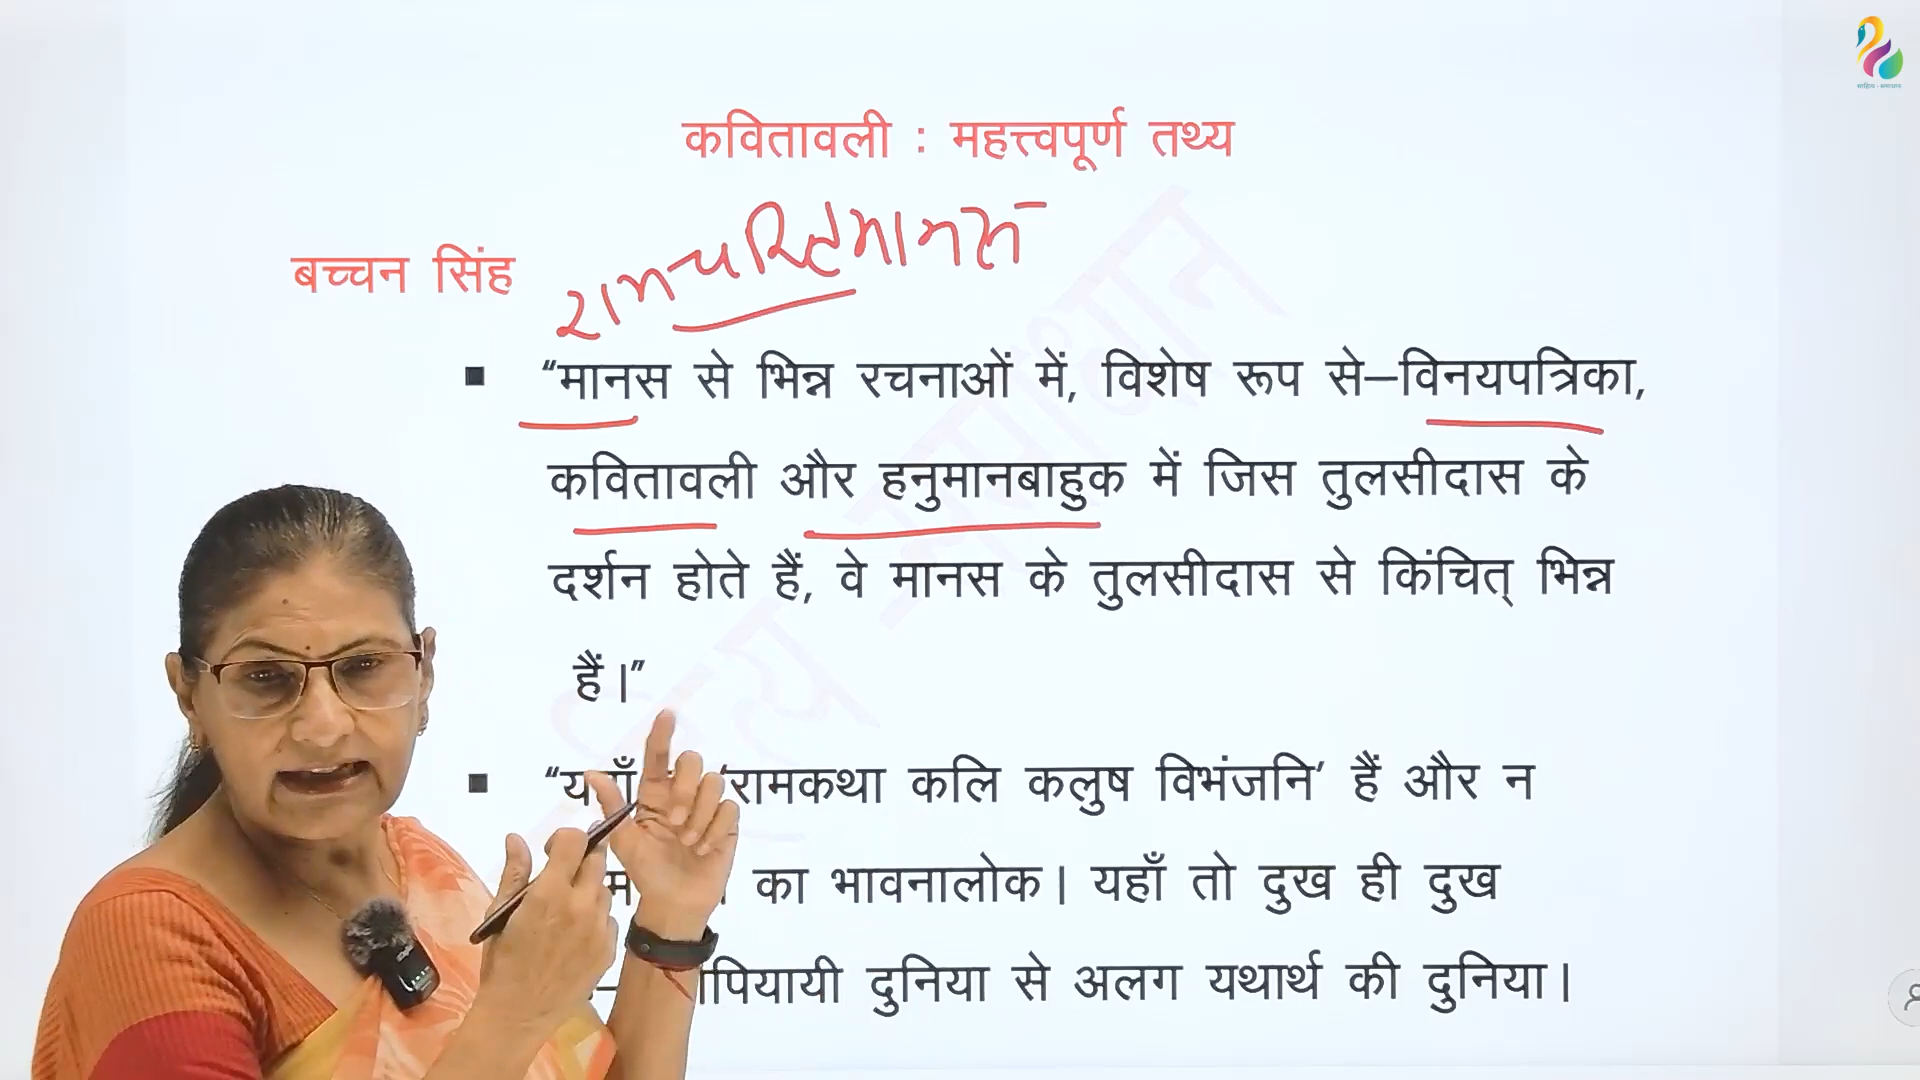 साहित्य - समाधान
कवितावली : महत्त्वपूर्ण तथ्य
रामचरितमानस
बच्चन सिंह
“मानस से भिन्न रचनाओं में, विशेष रूप से—विनयपत्रिका,
कवितावली और हनुमानबाहुक में जिस तुलसीदास के
दर्शन होते हैं, वे मानस के तुलसीदास से किंचित् भिन्न
हैं।”
‘रामकथा कलि कलुष विभंजनि’ हैं और न
का भावनालोक। यहाँ तो दुख ही दुख
दुनिया से अलग यथार्थ की दुनिया।